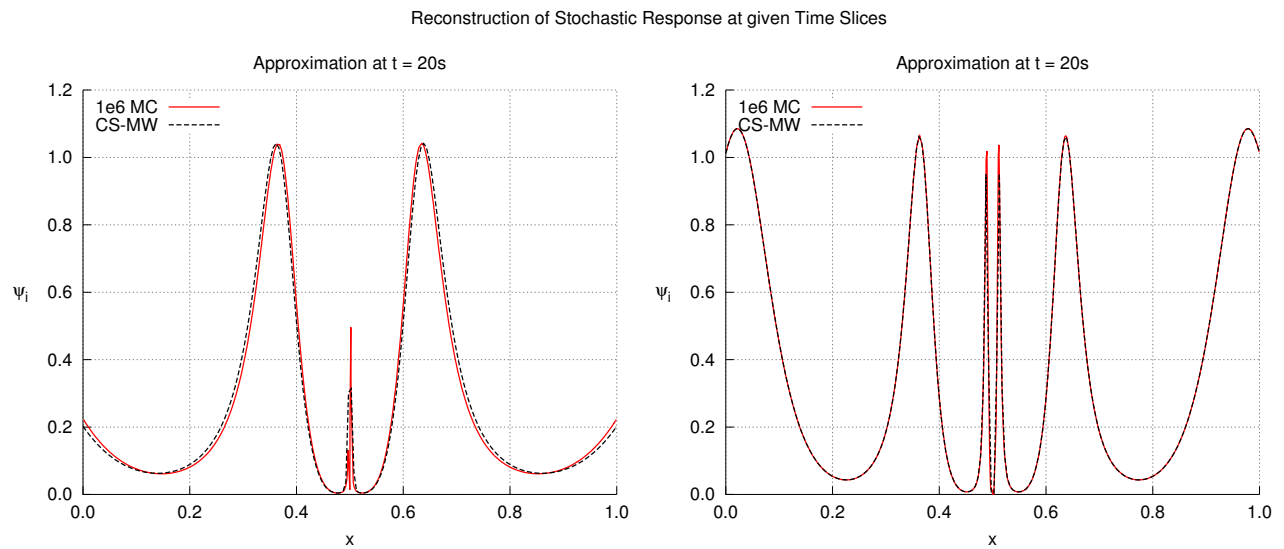 Reconstruction of Stochastic Response at given Time Slices
Approximation at t = 20s
1.2
1.0
0.8
0.6
0.4
0.2
0.0
ψi
1e6 MC
CS-MW
0.0 0.2 0.4 0.6 0.8 1.0
x
Approximation at t = 20s
1.2
1.0
0.8
0.6
0.4
0.2
0.0
ψi
1e6 MC
CS-MW
0.0 0.2 0.4 0.6 0.8 1.0
x